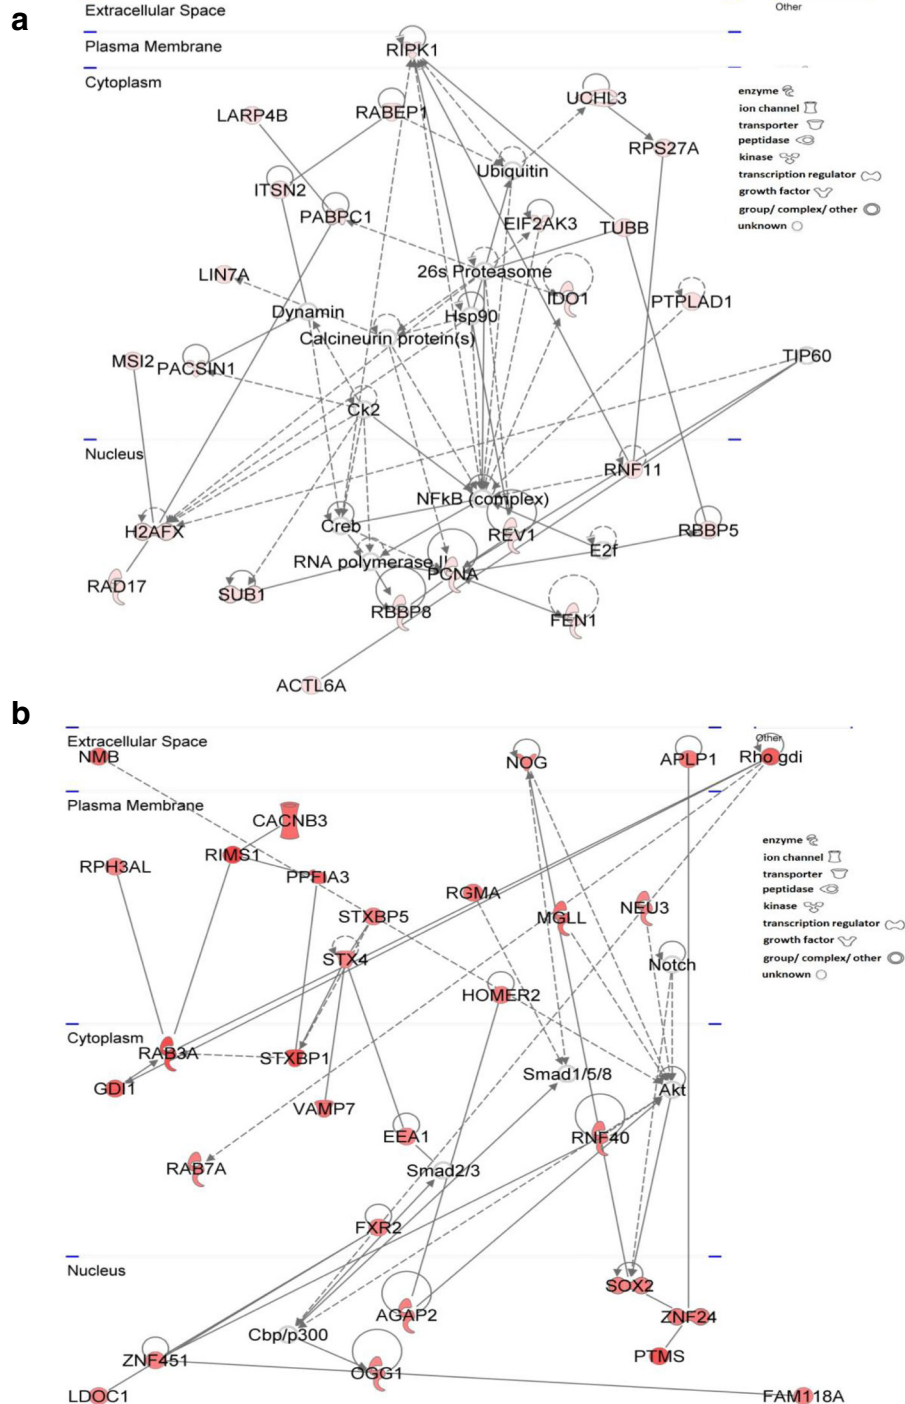 a
Extracellular Space
Other
Plasma Membrane
RIPK1
Cytoplasm
LARP4B
RABEP1
UCHL3
enzyme
ion channel
transporter
peptidase
kinase
transcription regulator
growth factor
group/ complex/ other
unknown
RPS27A
Ubiquitin
ITSN2
PABPC1
EIF2AK3
TUBB
LIN7A
26s Proteasome
IDO1
PTPLAD1
Dynamin
Hsp90
Calcineurin protein(s)
MSI2
PACSIN1
TIP60
Ck2
Nucleus
RNF11
NFkB (complex)
H2AFX
Creb
REV1
RBBP5
E2f
RNA polymerase II
PCNA
RAD17
SUB1
RBBP8
FEN1
ACTL6A
b
Extracellular Space
Other
NMB
NOG
APLP1
Rho gdi
Plasma Membrane
CACNB3
RIMS1
RPH3AL
PPFIA3
RGMA
STXBP5
MGLL
NEU3
enzyme
ion channel
transporter
peptidase
kinase
transcription regulator
growth factor
group/ complex/ other
unknown
STX4
Notch
HOMER2
Cytoplasm
RAB3A
STXBP1
GDI1
Smad1/5/8
Akt
VAMP7
EEA1
RNF40
RAB7A
Smad2/3
FXR2
Nucleus
SOX2
AGAP2
ZNF24
Cbp/p300
ZNF451
PTMS
OGG1
LDOC1
FAM118A